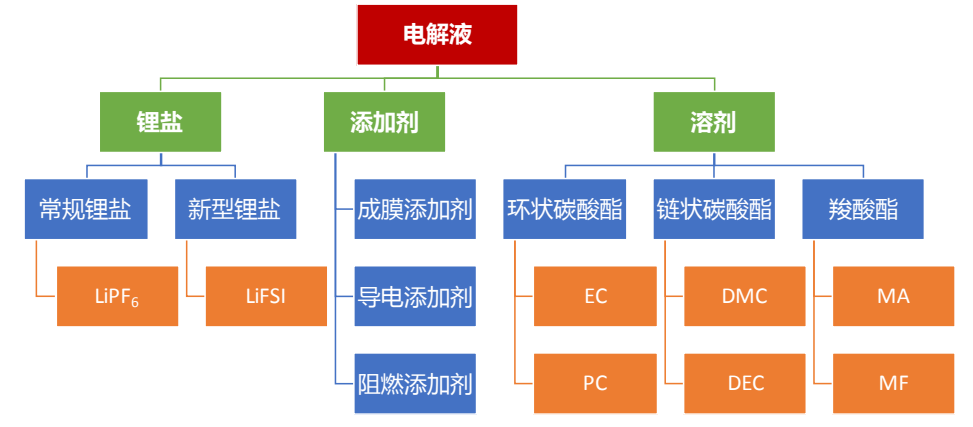 电解液
锂盐
添加剂
溶剂
常规锂盐
新型锂盐
成膜添加剂
环状碳酸酯
链状碳酸酯
羧酸酯
LiPF₆
LiFSI
导电添加剂
EC
DMC
MA
阻燃添加剂
PC
DEC
MF